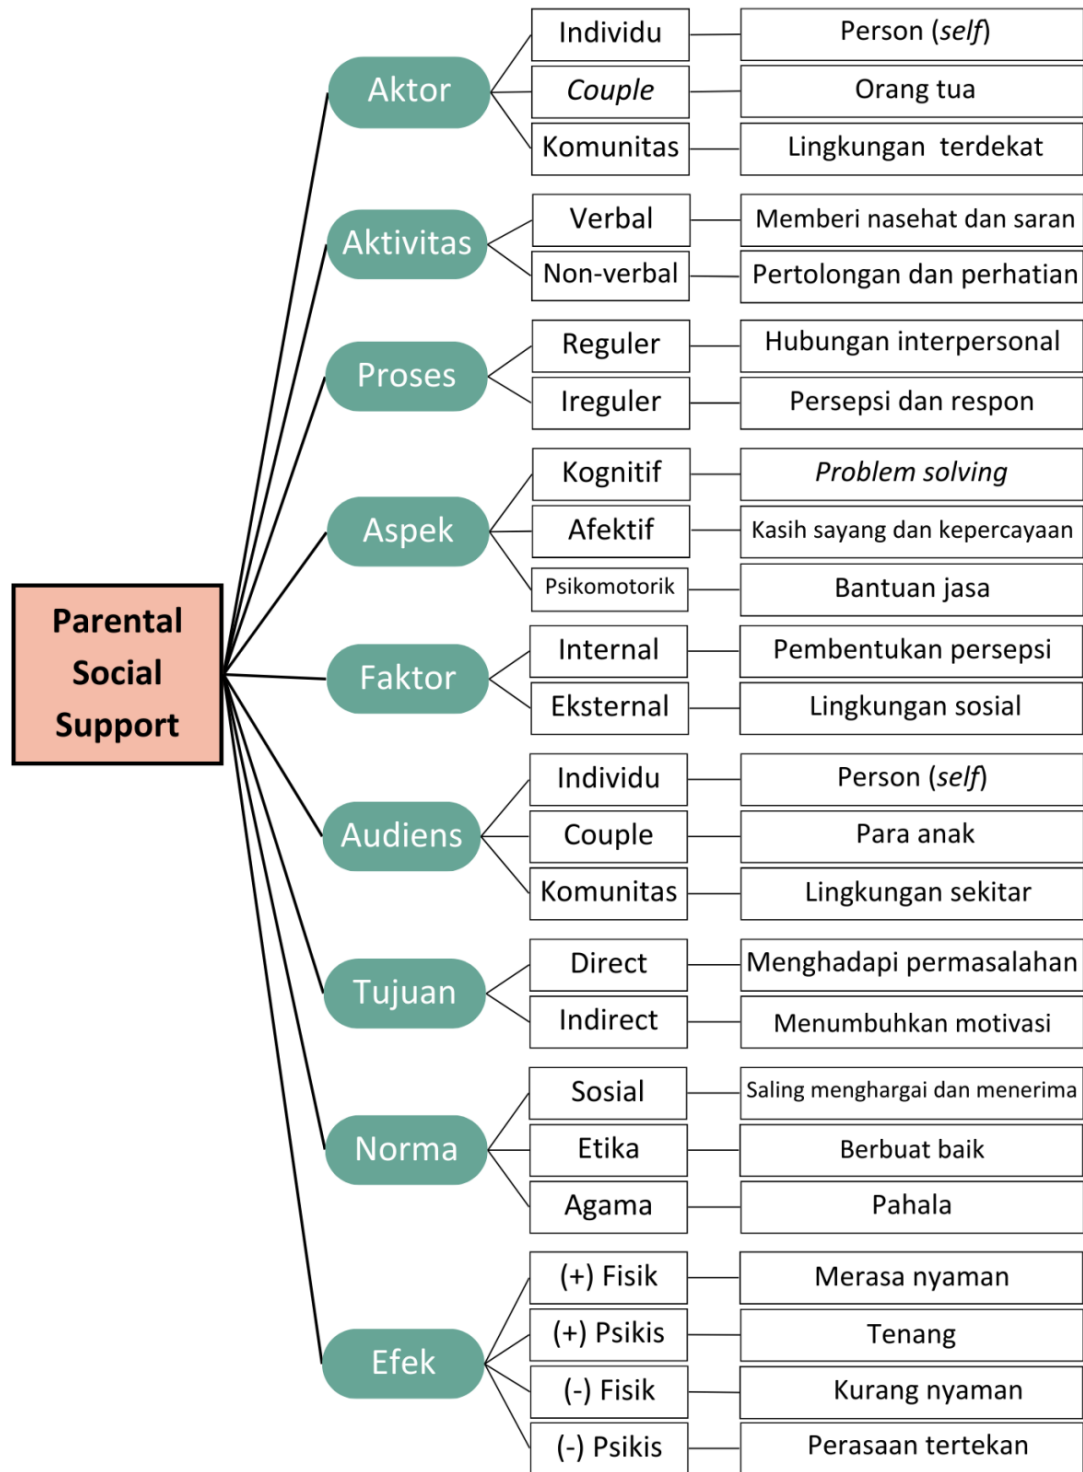 Parental
Social
Support
Aktor
Individu
Person (self)
Couple
Orang tua
Komunitas
Lingkungan terdekat
Aktivitas
Verbal
Memberi nasehat dan saran
Non-verbal
Pertolongan dan perhatian
Proses
Reguler
Hubungan interpersonal
Ireguler
Persepsi dan respon
Aspek
Kognitif
Problem solving
Afektif
Kasih sayang dan kepercayaan
Psikomotorik
Bantuan jasa
Faktor
Internal
Pembentukan persepsi
Eksternal
Lingkungan sosial
Audiens
Individu
Person (self)
Couple
Para anak
Komunitas
Lingkungan sekitar
Tujuan
Direct
Menghadapi permasalahan
Indirect
Menumbuhkan motivasi
Norma
Sosial
Saling menghargai dan menerima
Etika
Berbuat baik
Agama
Pahala
Efek
(+) Fisik
Merasa nyaman
(+) Psikis
Tenang
(-) Fisik
Kurang nyaman
(-) Psikis
Perasaan tertekan